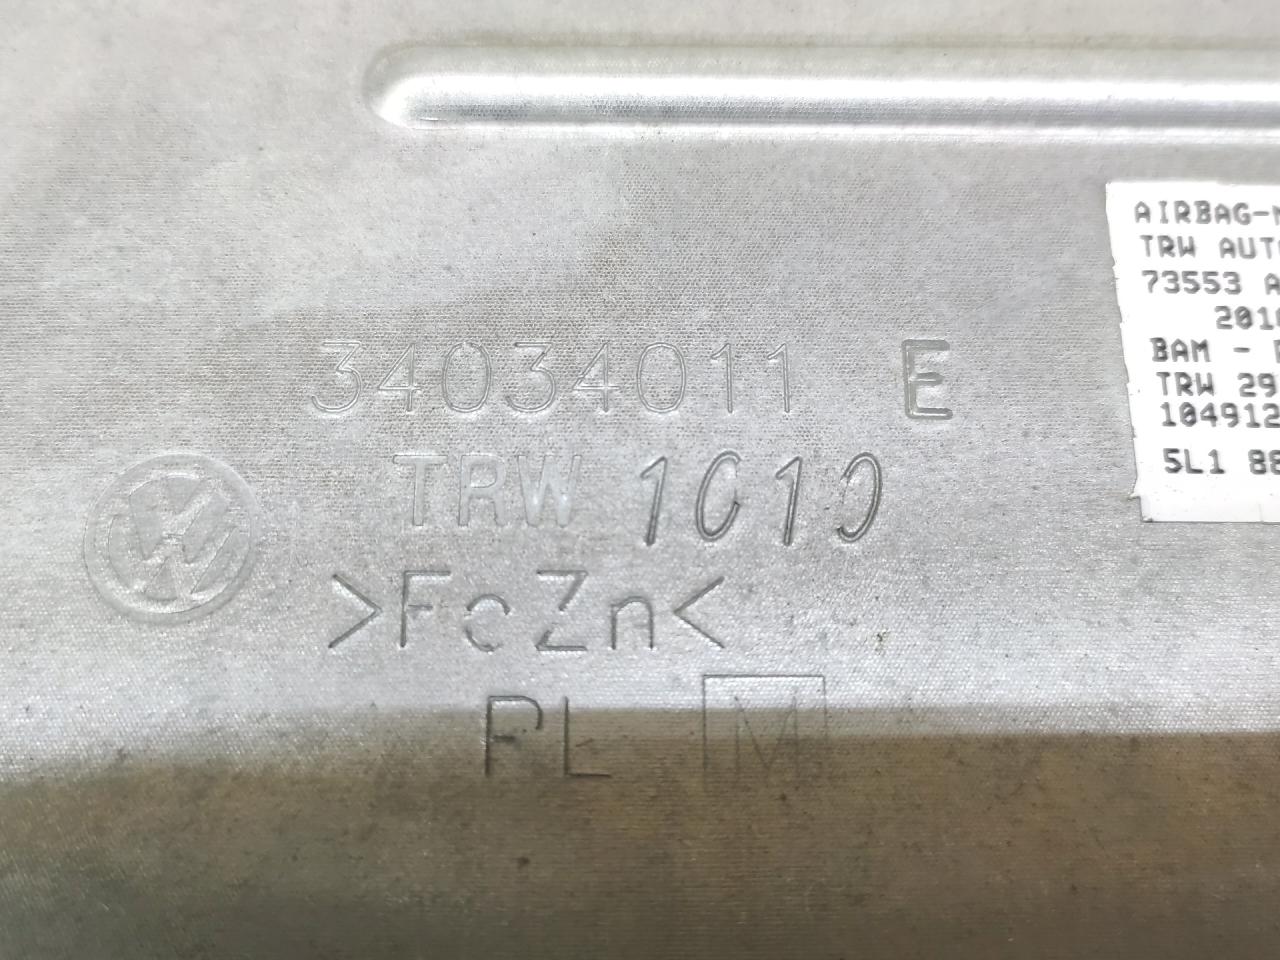 34034011 E
TRW 1010
>FeZn<
PL M
AIRBAG-
TRW AUT
73553 A
201
BAM -
TRW 29
104912
5L1 88